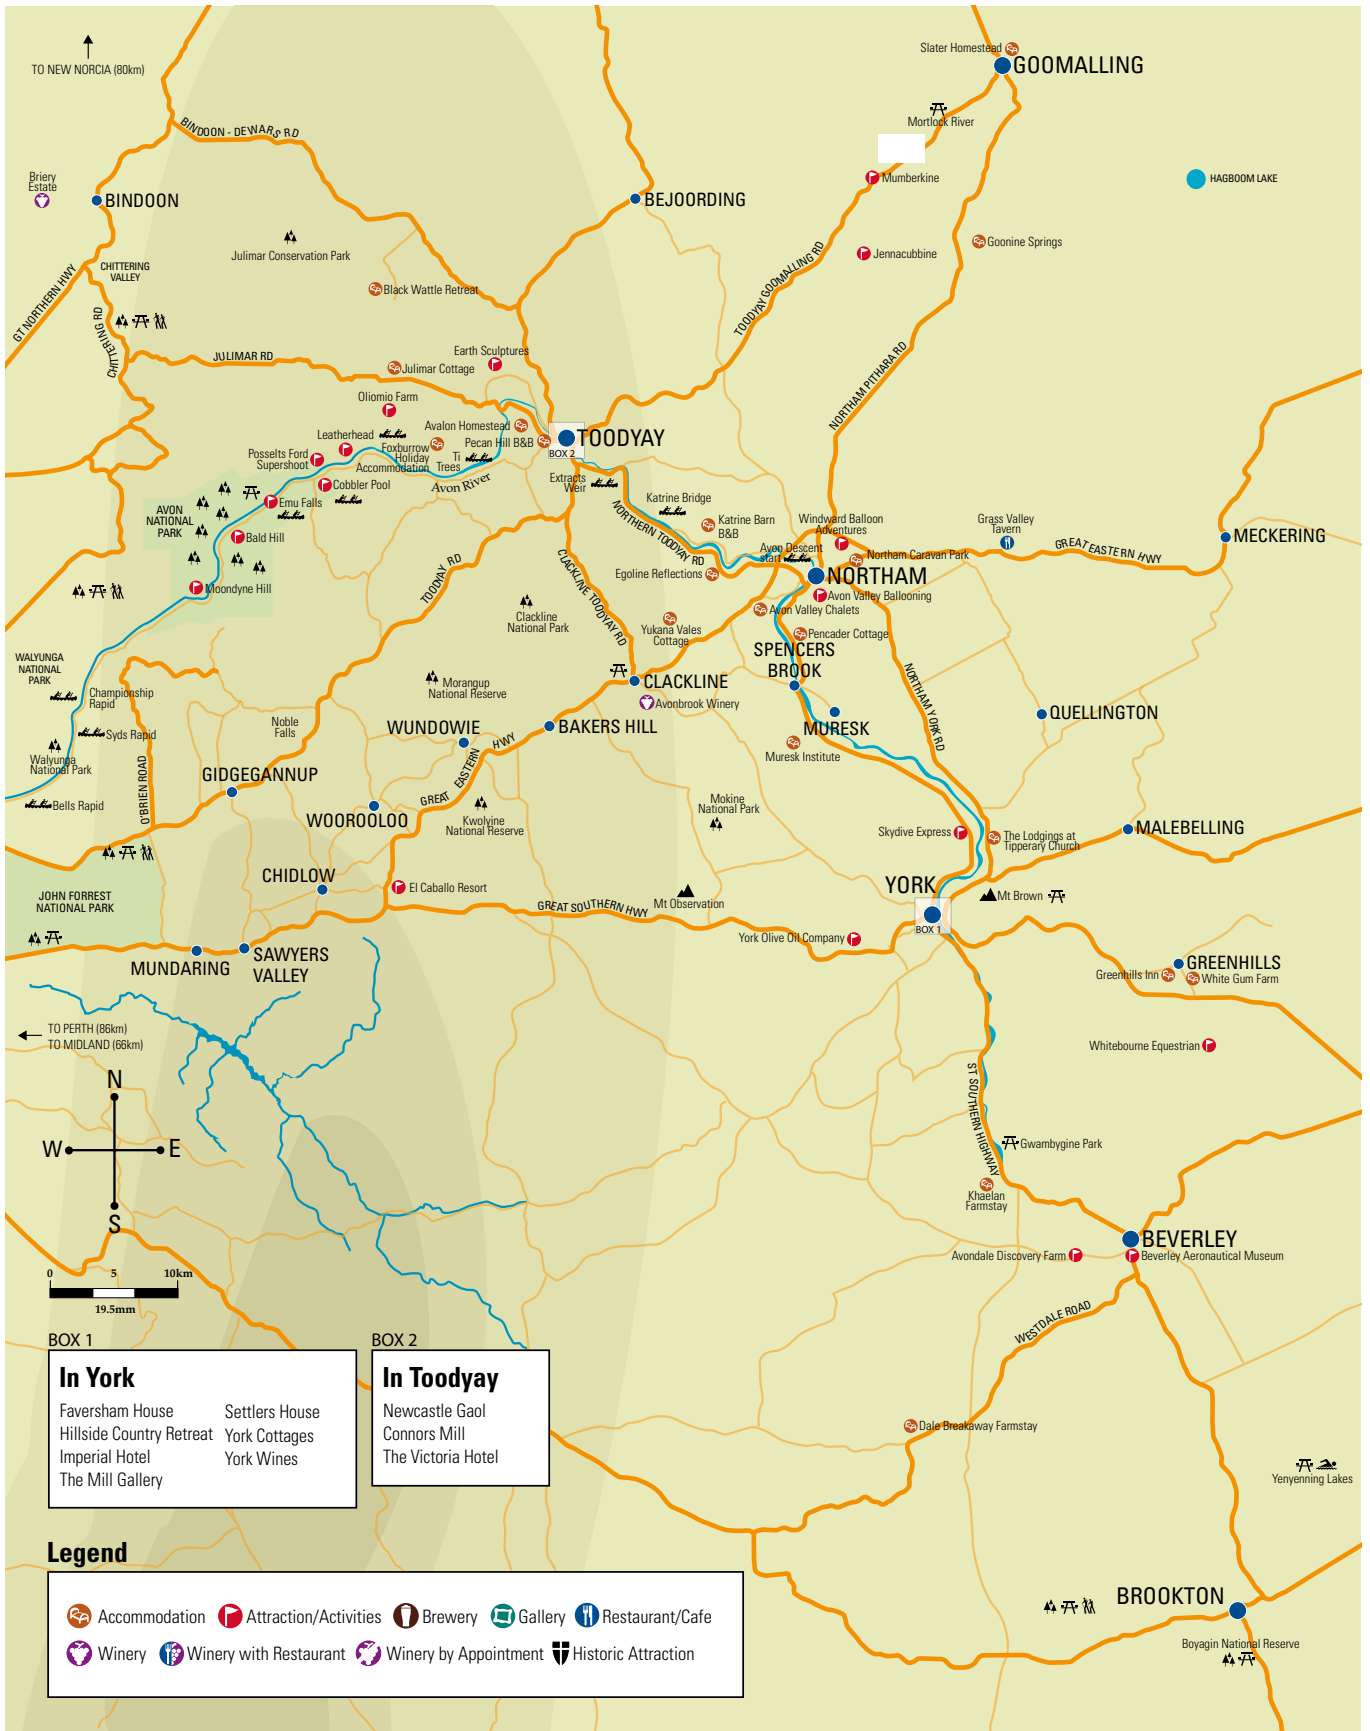 TO NEW NORCIA (80km)
Slater Homestead
GOOMALLING
Mortlock River
BINDOON - DEWARS RD
Briery
Estate
BINDOON
BEJOORDING
Mumberkine
HAGBOOM LAKE
Julimar Conservation Park
CHITTERING
VALLEY
GT NORTHERN HWY
Jennacubbine
Goonine Springs
TOODYAY GOOMALLING RD
Black Wattle Retreat
CHITTERING RD
JULIMAR RD
Earth Sculptures
Julimar Cottage
NORTHAM PITHARA RD
Oliomio Farm
Avalon Homestead
Pecan Hill B&B
TOODYAY
BOX 2
Leatherhead
Foxburrow
Holiday
Accommodation
Ti
Trees
Posselts Ford
Supershoot
Cobbler Pool
Avon River
Extracts
Weir
Emu Falls
AVON
NATIONAL
PARK
Bald Hill
Moondyne Hill
Katrine Bridge
Katrine Barn
B&B
NORTHERN TOODYAY RD
Windward Balloon
Adventures
Avon Descent
start
Northam Caravan Park
Grass Valley
Tavern
GREAT EASTERN HWY
MECKERING
NORTHAM
Egoline Reflections
Avon Valley Ballooning
Avon Valley Chalets
TOODYAY RD
CLACKLINE TOODYAY RD
Clackline
National Park
Yukana Vales
Cottage
Pencader Cottage
SPENCERS
BROOK
WALYUNGA
NATIONAL
PARK
Championship
Rapid
Syds Rapid
Walyunga
National Park
Bells Rapid
O'BRIEN ROAD
Noble
Falls
Morangup
National Reserve
CLACKLINE
Avonbrook Winery
BAKERS HILL
WUNDOWIE
GREAT EASTERN HWY
MURESK
Muresk Institute
NORTHAM YORK RD
QUELLINGTON
GIDGEGANNUP
WOOROOLOO
Kwolyine
National Reserve
Mokine
National Park
Skydive Express
The Lodgings at
Tipperary Church
MALEBELLING
CHIDLOW
El Caballo Resort
JOHN FORREST
NATIONAL PARK
Mt Observation
GREAT SOUTHERN HWY
YORK
BOX 1
Mt Brown
York Olive Oil Company
MUNDARING
SAWYERS
VALLEY
GREENHILLS
Greenhills Inn
White Gum Farm
TO PERTH (86km)
TO MIDLAND (66km)
Whitebourne Equestrian
ST SOUTHERN HIGHWAY
N
W
E
S
Gwambygine Park
Khaelan
Farmstay
BEVERLEY
Avondale Discovery Farm
Beverley Aeronautical Museum
0 5 10km
19.5mm
WESTDALE ROAD
BOX 1
In York
Faversham House
Hillside Country Retreat
Imperial Hotel
The Mill Gallery
Settlers House
York Cottages
York Wines
BOX 2
In Toodyay
Newcastle Gaol
Connors Mill
The Victoria Hotel
Dale Breakaway Farmstay
Yenyenning Lakes
BROOKTON
Boyagin National Reserve
Legend
Accommodation Attraction/Activities Brewery Gallery Restaurant/Cafe
Winery Winery with Restaurant Winery by Appointment Historic Attraction